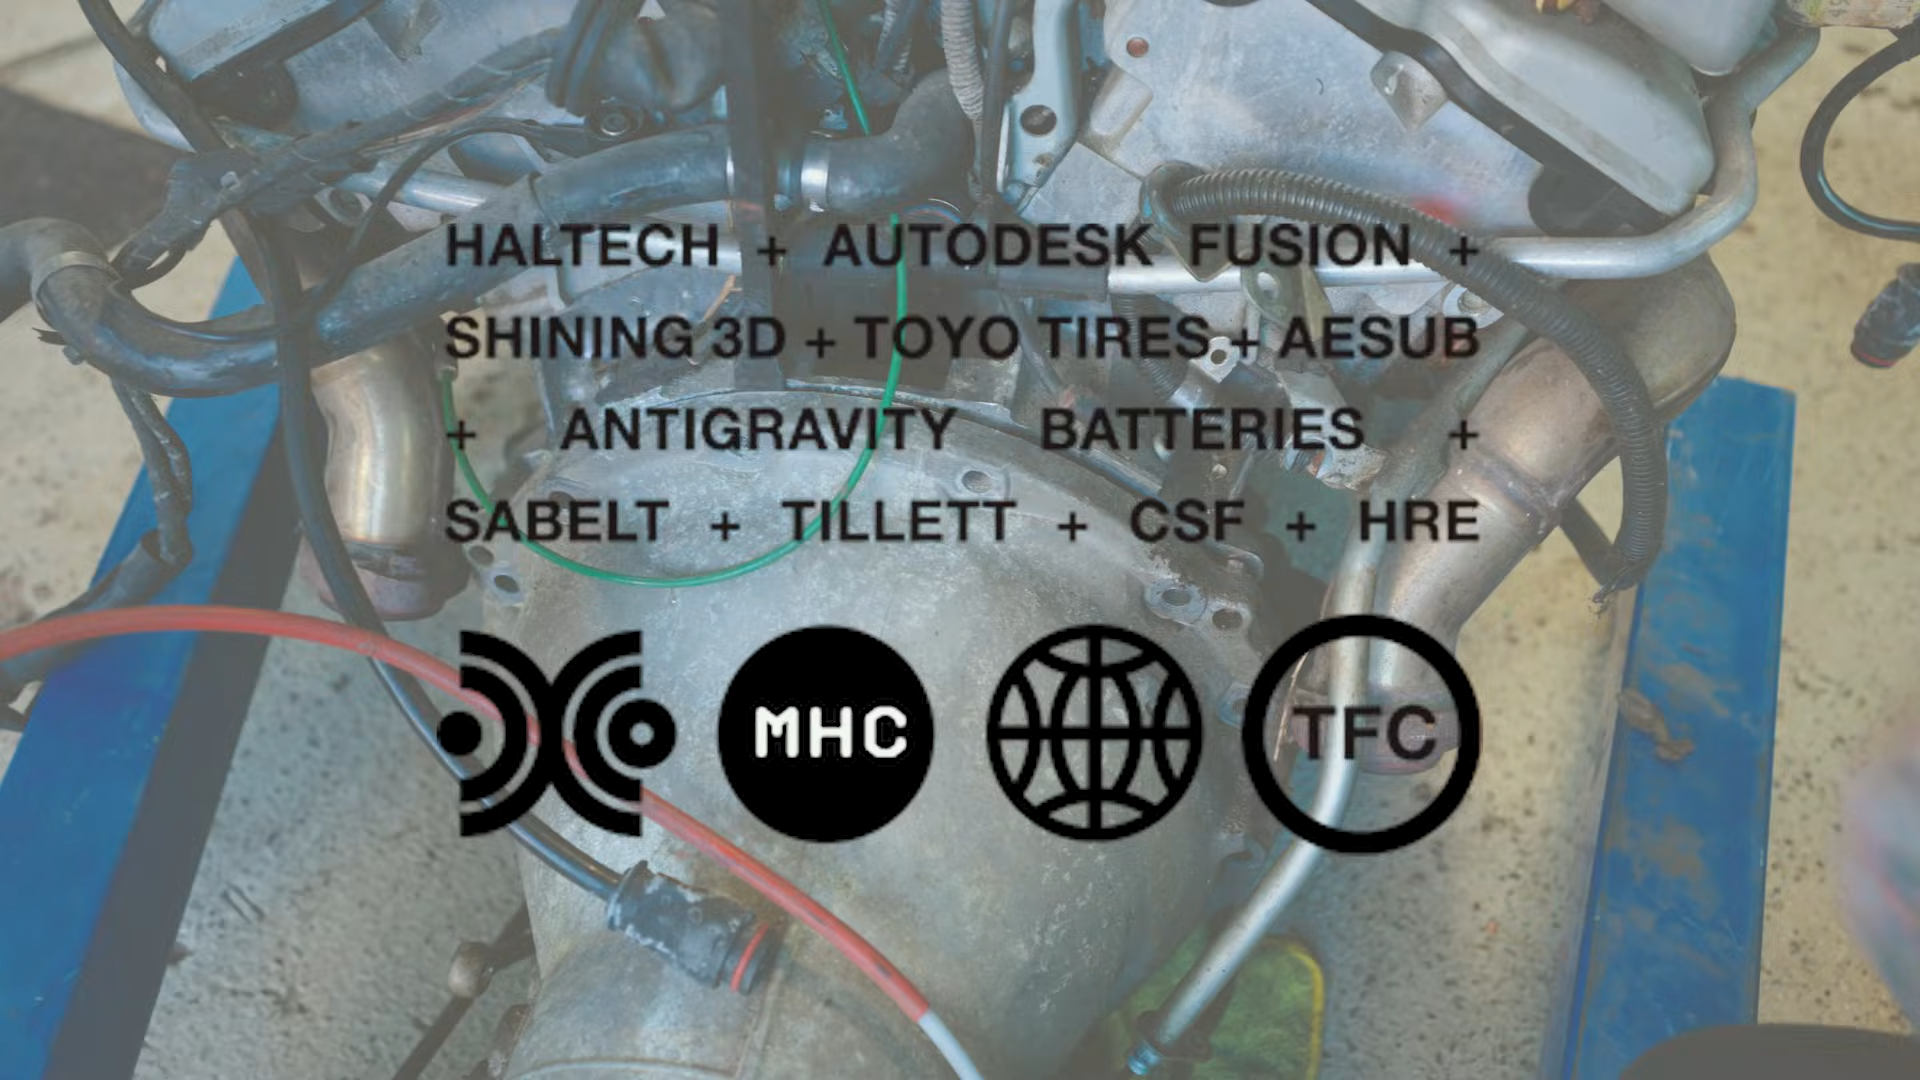 HALTECH + AUTODESK FUSION +
SHINING 3D + TOYO TIRES + AESUB
+ ANTIGRAVITY BATTERIES +
SABELT + TILLETT + CSF + HRE
MHC
TFC